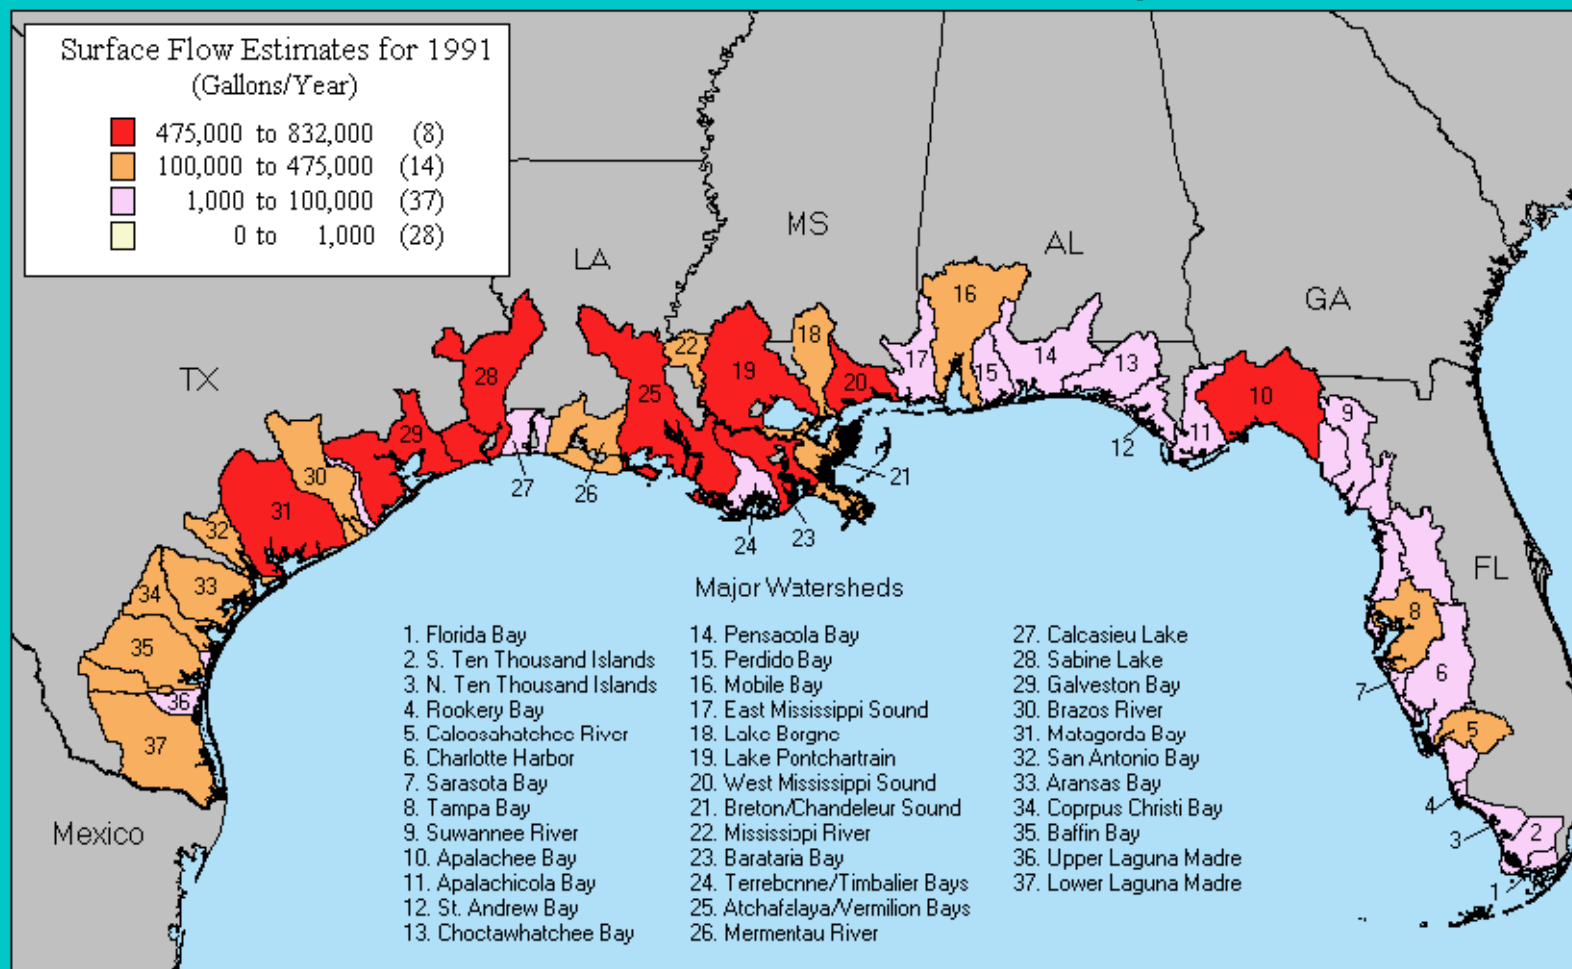 Surface Flow Estimates for 1991
(Gallons/Year)
475,000 to 832,000 (8)
100,000 to 475,000 (14)
1,000 to 100,000 (37)
0 to 1,000 (28)
MS
AL
LA
GA
TX
FL
Mexico
16
18
22
17
14
13
15
19
20
28
25
10
9
29
12
11
30
27
26
21
31
24
23
32
33
34
8
35
6
36
7
37
5
4
3
2
1
Major Watersheds
1. Florida Bay
2. S. Ten Thousand Islands
3. N. Ten Thousand Islands
4. Rookery Bay
5. Caloosahatchee River
6. Charlotte Harbor
7. Sarasota Bay
8. Tampa Bay
9. Suwannee River
10. Apalachee Bay
11. Apalachicola Bay
12. St. Andrew Bay
13. Choctawhatchee Bay
14. Pensacola Bay
15. Perdido Bay
16. Mobile Bay
17. East Mississippi Sound
18. Lake Borgne
19. Lake Pontchartrain
20. West Mississippi Sound
21. Breton/Chandeleur Sound
22. Mississippi River
23. Barataria Bay
24. Terrebonne/Timbalier Bays
25. Atchafalaya/Vermilion Bays
26. Mermentau River
27. Calcasieu Lake
28. Sabine Lake
29. Galveston Bay
30. Brazos River
31. Matagorda Bay
32. San Antonio Bay
33. Aransas Bay
34. Coprpus Christi Bay
35. Baffin Bay
36. Upper Laguna Madre
37. Lower Laguna Madre